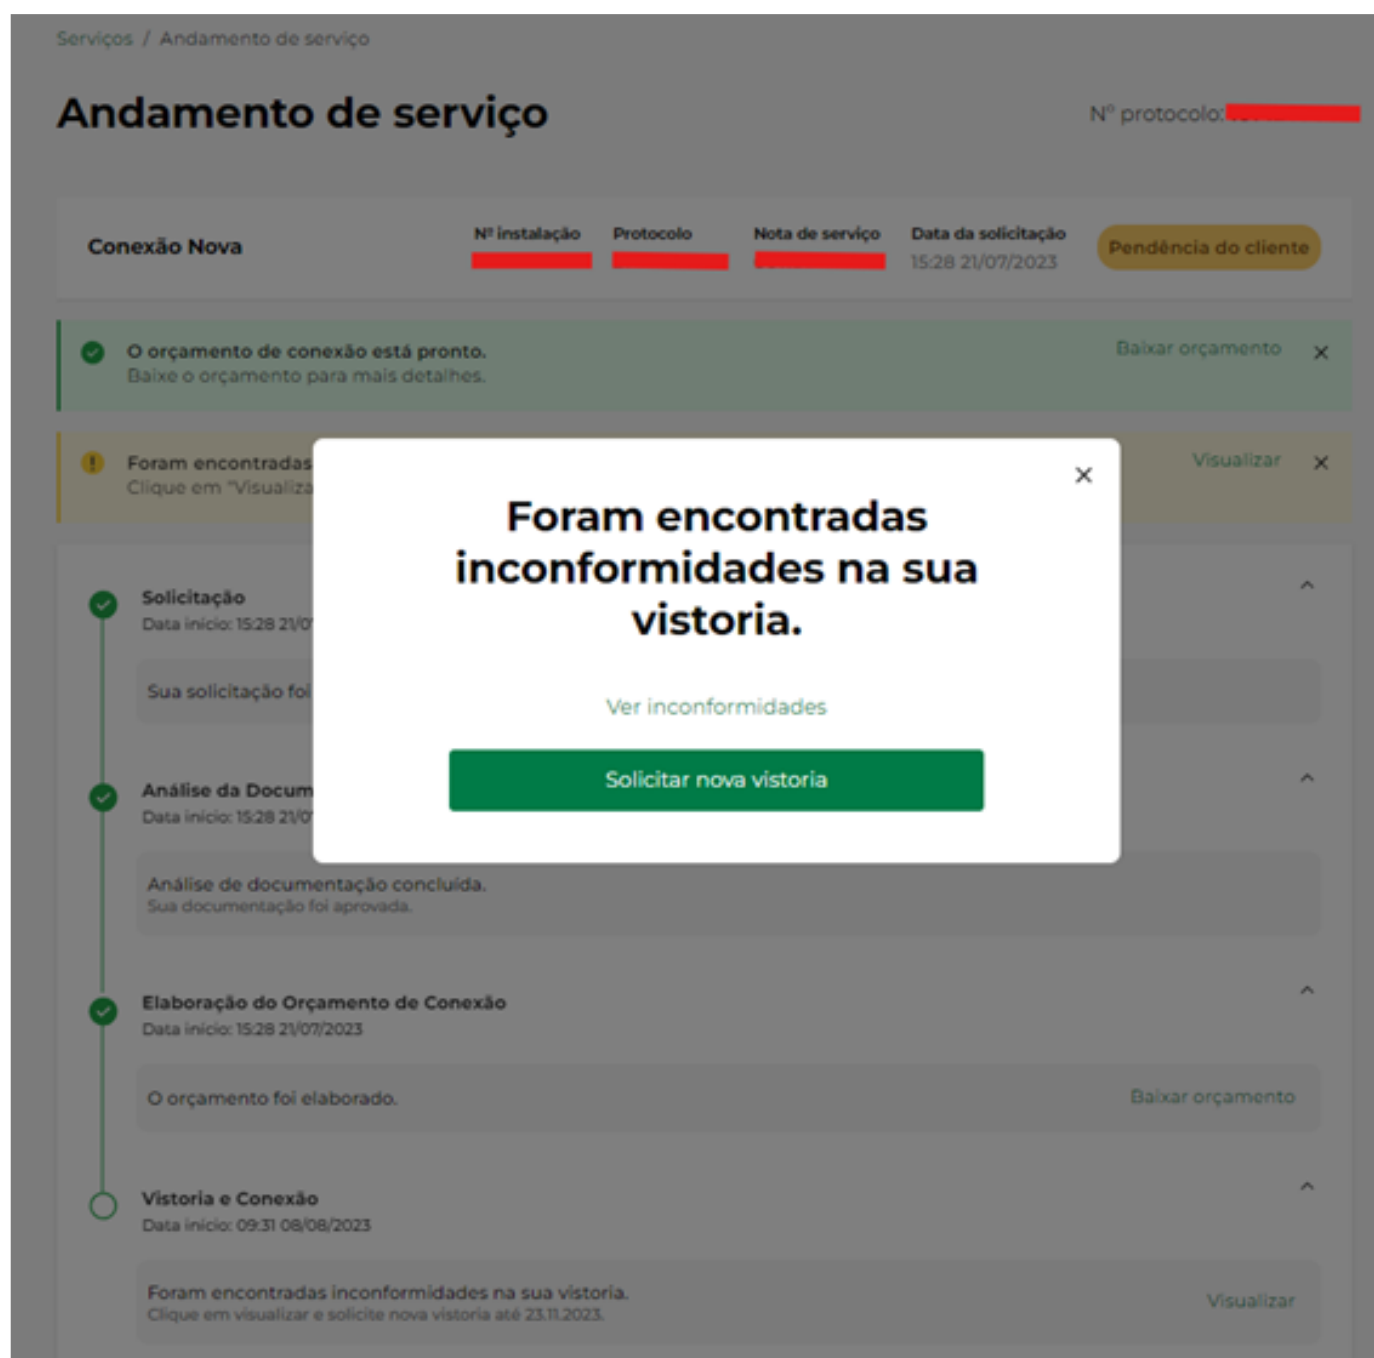 Serviços / Andamento de serviço
Andamento de serviço
Nº protocolo:
Conexão Nova
Nº instalação
Protocolo
Nota de serviço
Data da solicitação
15:28 21/07/2023
Pendência do cliente
O orçamento de conexão está pronto.
Baixe o orçamento para mais detalhes.
Baixar orçamento
Foram encontradas
Clique em "Visualiza
Visualizar
Foram encontradas
inconformidades na sua
vistoria.
Ver inconformidades
Solicitar nova vistoria
Solicitação
Data início: 15:28 21/0
Sua solicitação foi
Análise da Docum
Data início: 15:28 21/0
Análise de documentação concluída.
Sua documentação foi aprovada.
Elaboração do Orçamento de Conexão
Data início: 15:28 21/07/2023
O orçamento foi elaborado.
Baixar orçamento
Vistoria e Conexão
Data início: 09:31 08/08/2023
Foram encontradas inconformidades na sua vistoria.
Clique em visualizar e solicite nova vistoria até 23.11.2023.
Visualizar